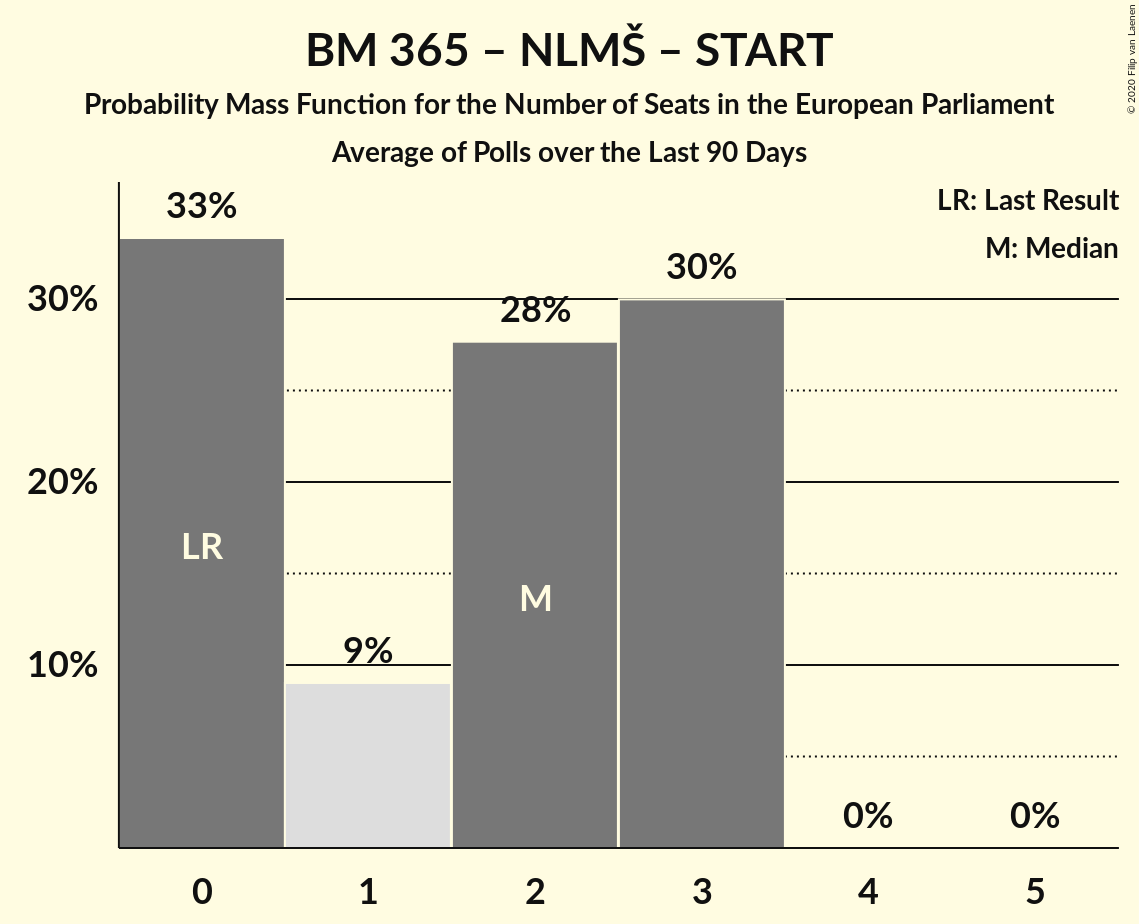 BM 365 – NLMŠ – START
Probability Mass Function for the Number of Seats in the European Parliament
Average of Polls over the Last 90 Days
© 2020 Filip van Laenen
LR: Last Result
M: Median
33%
30%
28%
9%
0%
0%
30%
20%
10%
LR
M
0 1 2 3 4 5